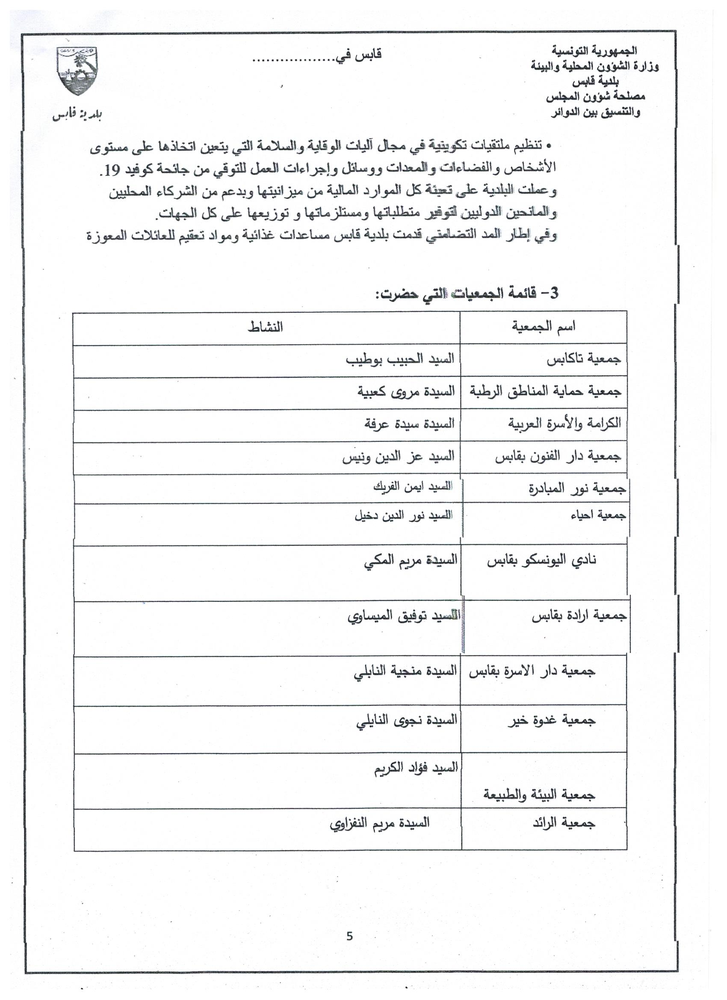 الجمهورية التونسية
وزارة الشؤون المحلية والبيئة
بلدية قابس
مصلحة شؤون المجلس
والتنسيق بين الدوائر
قابس في..................
بلدية قابس
• تنظيم ملتقيات تكوينية في مجال آليات الوقاية والسلامة التي يتعين اتخاذها على مستوى
الأشخاص والفضاءات والمعدات ووسائل وإجراءات العمل للتوقي من جائحة كوفيد 19.
وعملت البلدية على تعبئة كل الموارد المالية من ميزانيتها وبدعم من الشركاء المحليين
والمانحين الدوليين لتوفير متطلباتها ومستلزماتها و توزيعها على كل الجهات.
وفي إطار المد التضامني قدمت بلدية قابس مساعدات غذائية ومواد تعقيم للعائلات المعوزة
3- قائمة الجمعيات التي حضرت:
اسم الجمعية النشاط
جمعية تاكابس السيد الحبيب بوطيب
جمعية حماية المناطق الرطبة السيدة مروى كعبية
الكرامة والأسرة العربية السيدة سيدة عرفة
جمعية دار الفنون بقابس السيد عز الدين ونيس
جمعية نور المبادرة السيد ايمن الفريك
جمعية احياء السيد نور الدين دخيل
نادي اليونسكو بقابس السيدة مريم المكي
جمعية ارادة بقابس السيد توفيق الميساوي
جمعية دار الاسرة بقابس السيدة منجية النابلي
جمعية غدوة خير السيدة نجوى النايلي
السيد فؤاد الكريم
جمعية البيئة والطبيعة
جمعية الرائد السيدة مريم النفزاوي
5